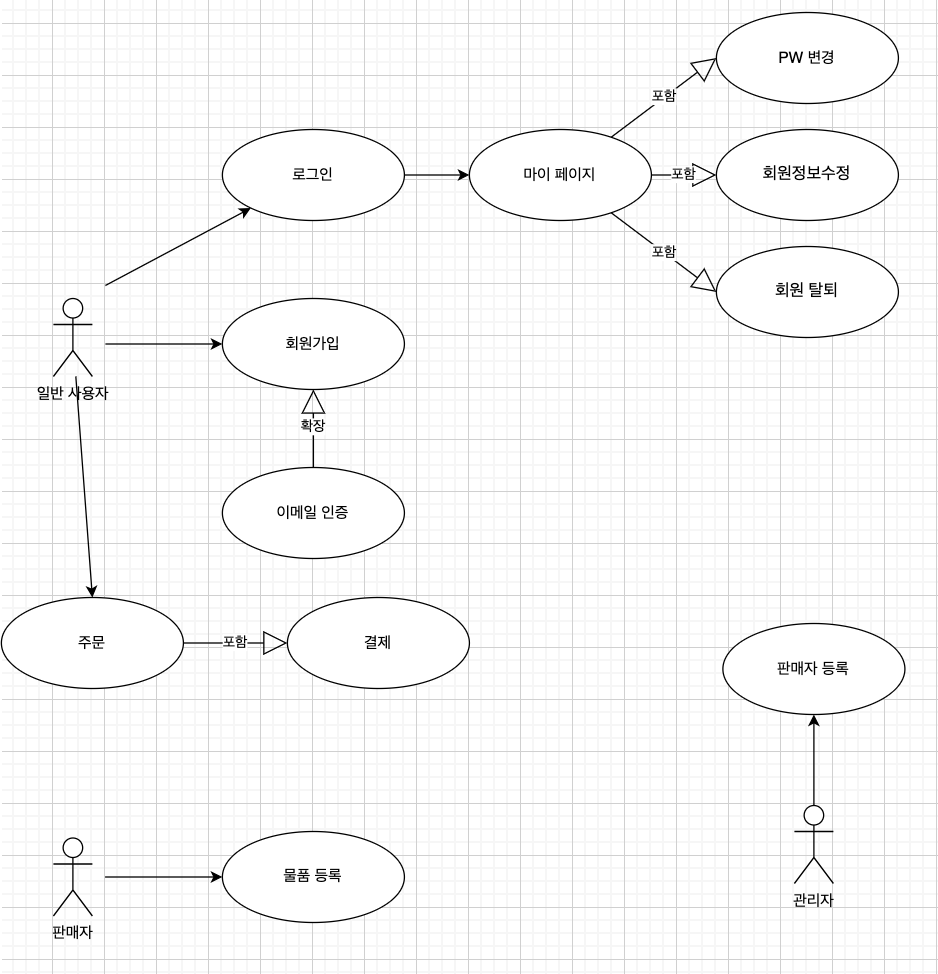 PW 변경
포함
로그인
마이 페이지
포함
회원정보수정
포함
회원 탈퇴
회원가입
일반 사용자
확장
이메일 인증
주문
포함
결제
판매자 등록
물품 등록
관리자
판매자